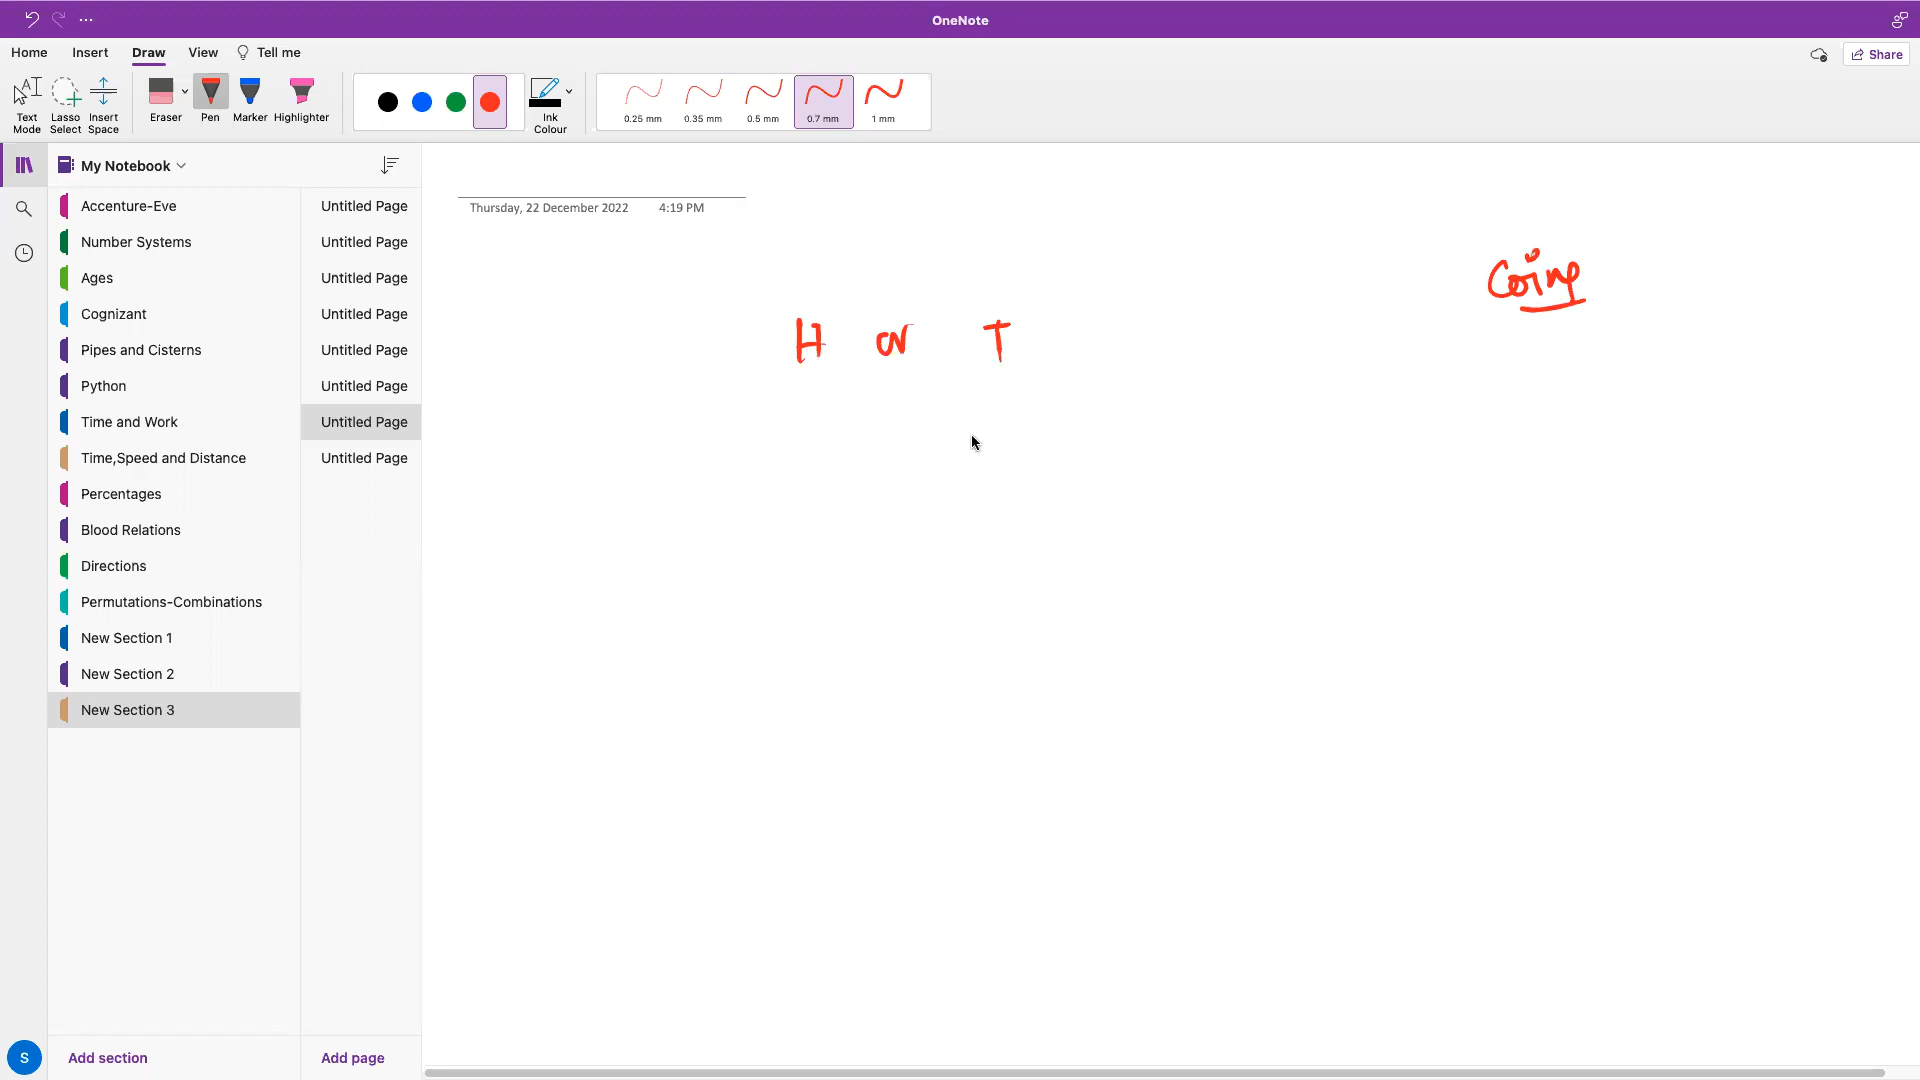 OneNote
Home Insert Draw View Tell me
Share
Text Mode
Lasso Select
Insert Space
Eraser
Pen
Marker
Highlighter
Ink Colour
0.25 mm
0.35 mm
0.5 mm
0.7 mm
1 mm
My Notebook
Accenture-Eve
Number Systems
Ages
Cognizant
Pipes and Cisterns
Python
Time and Work
Time,Speed and Distance
Percentages
Blood Relations
Directions
Permutations-Combinations
New Section 1
New Section 2
New Section 3
Untitled Page
Untitled Page
Untitled Page
Untitled Page
Untitled Page
Untitled Page
Untitled Page
Untitled Page
Thursday, 22 December 2022 4:19 PM
Coins
H or T
S
Add section
Add page